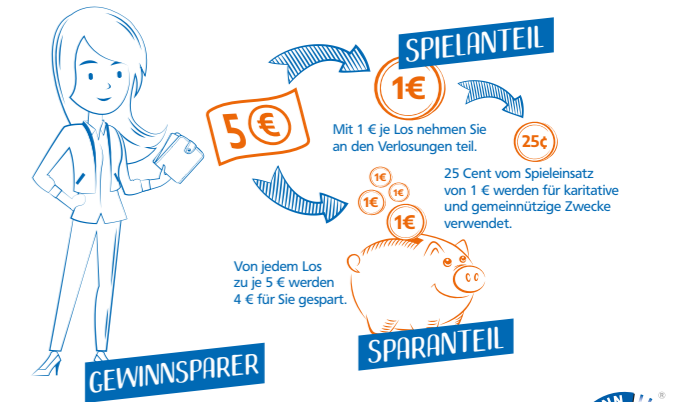 SPIELANTEIL
5 €
1€
Mit 1 € je Los nehmen Sie
an den Verlosungen teil.
25¢
25 Cent vom Spieleinsatz
von 1 € werden für karitative
und gemeinnützige Zwecke
verwendet.
1€
1€
1€
1€
Von jedem Los
zu je 5 € werden
4 € für Sie gespart.
SPARANTEIL
GEWINNSPARER
®